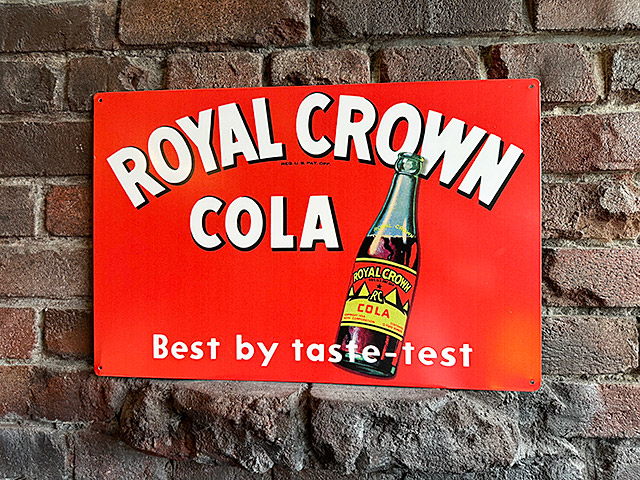 ROYAL CROWN
REG. U. S. PAT. OFF.
COLA
ROYAL CROWN
RC
COLA
Best by taste-test